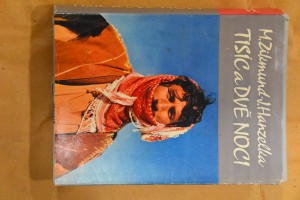 M.Zikmund-J.Hanzelka
TISÍC a DVĚ NOCI